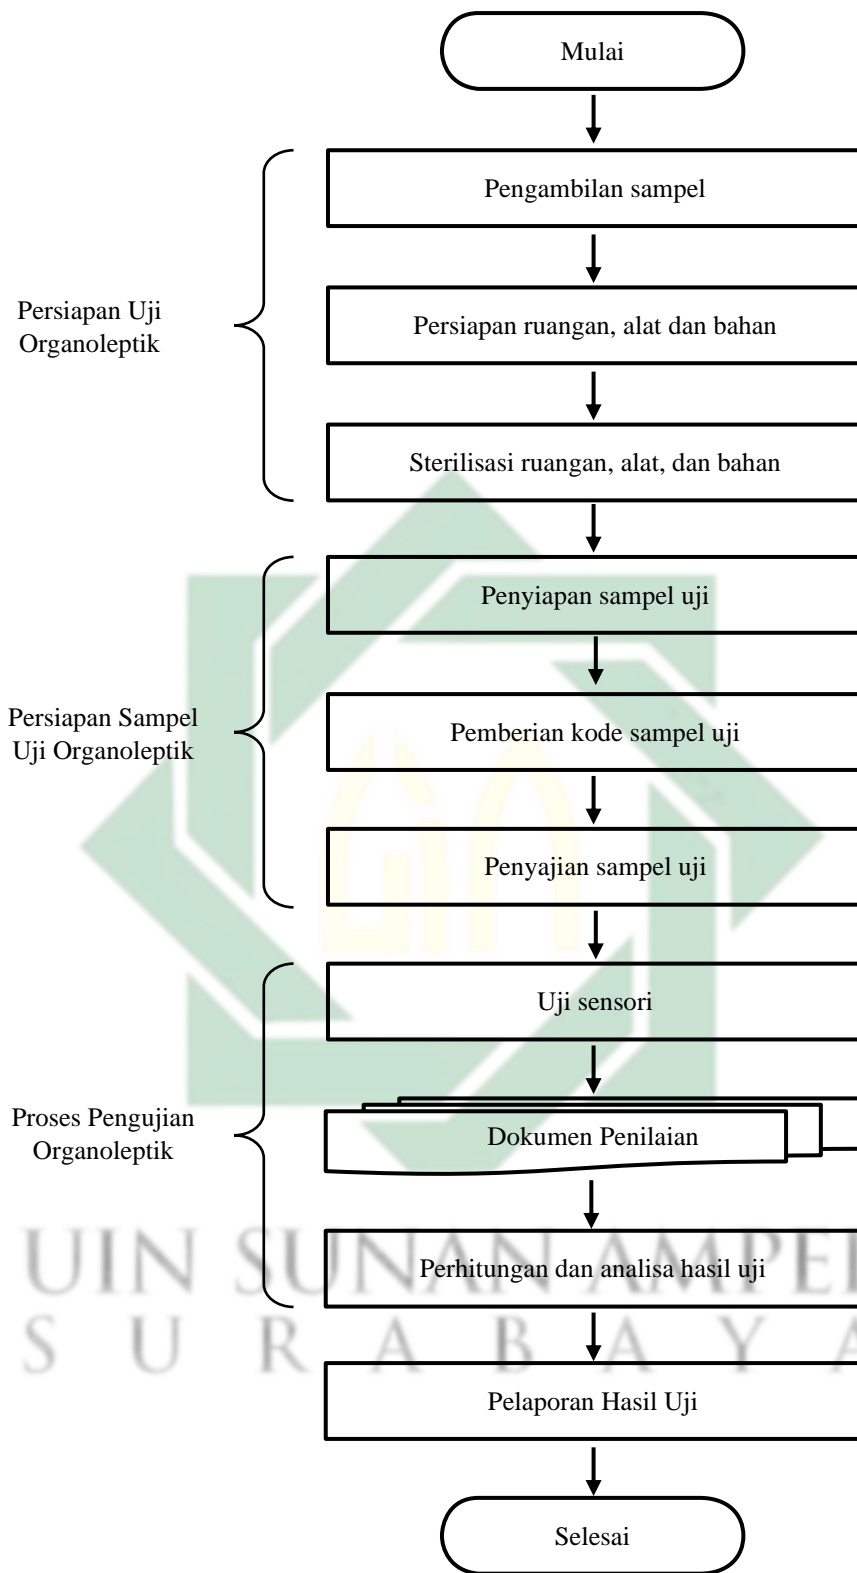 Mulai
Pengambilan sampel
Persiapan Uji
Organoleptik
Persiapan ruangan, alat dan bahan
Sterilisasi ruangan, alat, dan bahan
Penyiapan sampel uji
Persiapan Sampel
Uji Organoleptik
Pemberian kode sampel uji
Penyajian sampel uji
Uji sensori
Proses Pengujian
Organoleptik
Dokumen Penilaian
UIN SUNAN AMPEL
Perhitungan dan analisa hasil uji
SURABAYA
Pelaporan Hasil Uji
Selesai